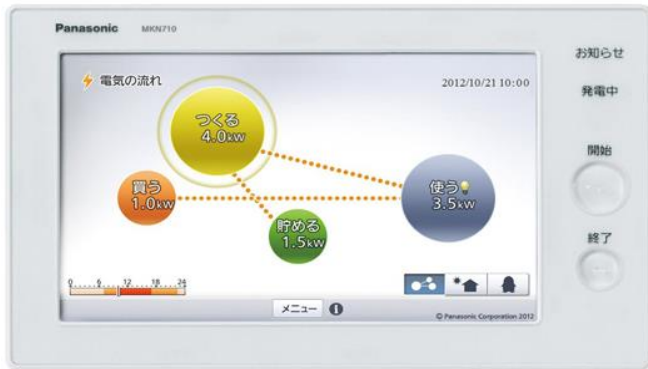 Panasonic MKN710
お知らせ
発電中
開始
終了
電気の流れ
2012/10/21 10:00
つくる
4.0kw
買う
1.0kw
使う
3.5kw
貯める
1.5kw
0 6 12 18 24
メニュー
© Panasonic Corporation 2012